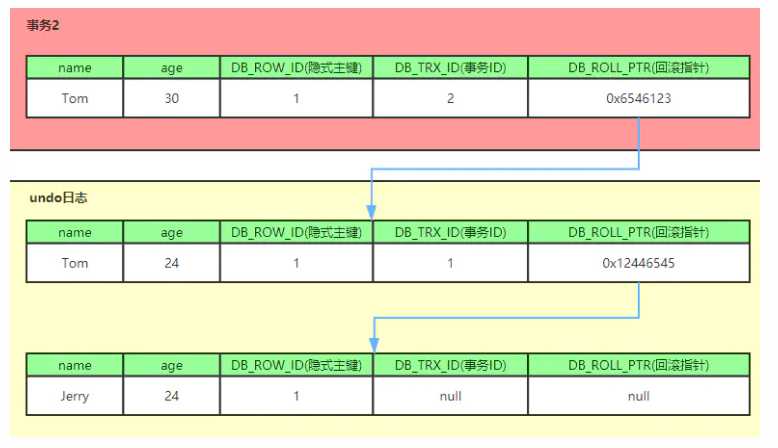 事务2
name age DB_ROW_ID(隐式主键) DB_TRX_ID(事务ID) DB_ROLL_PTR(回滚指针)
Tom 30 1 2 0x6546123
undo日志
name age DB_ROW_ID(隐式主键) DB_TRX_ID(事务ID) DB_ROLL_PTR(回滚指针)
Tom 24 1 1 0x12446545
name age DB_ROW_ID(隐式主键) DB_TRX_ID(事务ID) DB_ROLL_PTR(回滚指针)
Jerry 24 1 null null